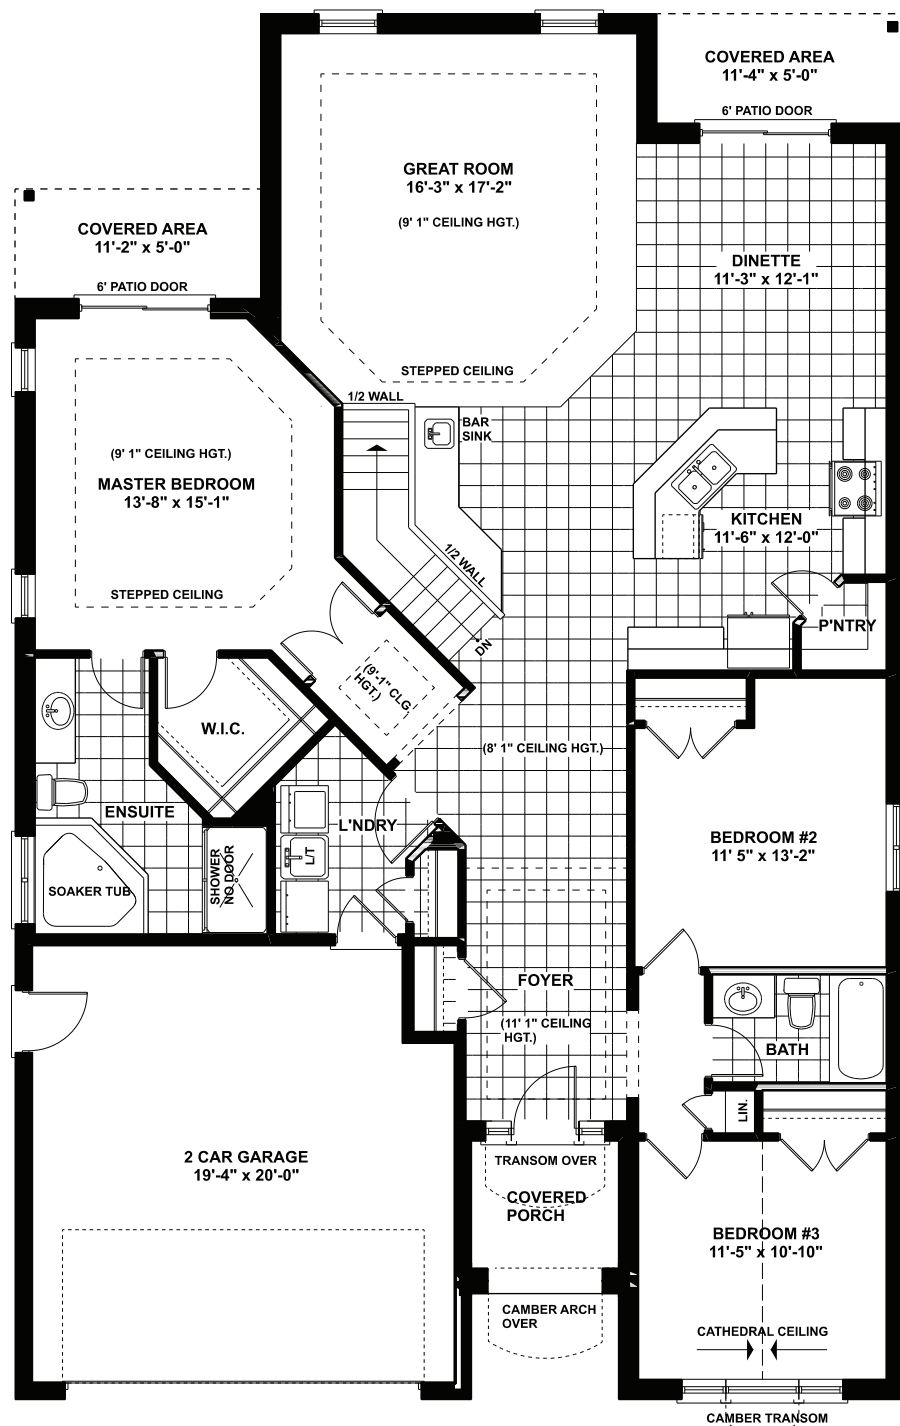 COVERED AREA
11'-4" x 5'-0"
6' PATIO DOOR
GREAT ROOM
16'-3" x 17'-2"
(9' 1" CEILING HGT.)
COVERED AREA
11'-2" x 5'-0"
6' PATIO DOOR
DINETTE
11'-3" x 12'-1"
STEPPED CEILING
1/2 WALL
BAR
SINK
(9' 1" CEILING HGT.)
MASTER BEDROOM
13'-8" x 15'-1"
KITCHEN
11'-6" x 12'-0"
1/2 WALL
STEPPED CEILING
P'NTRY
DN
(9'-1" CLG.
HGT.)
W.I.C.
(8' 1" CEILING HGT.)
ENSUITE
L'NDRY
BEDROOM #2
11' 5" x 13'-2"
L/T
SHOWER
NO DOOR
SOAKER TUB
FOYER
(11' 1" CEILING
HGT.)
BATH
LIN.
2 CAR GARAGE
19'-4" x 20'-0"
TRANSOM OVER
COVERED
PORCH
BEDROOM #3
11'-5" x 10'-10"
CAMBER ARCH
OVER
CATHEDRAL CEILING
CAMBER TRANSOM